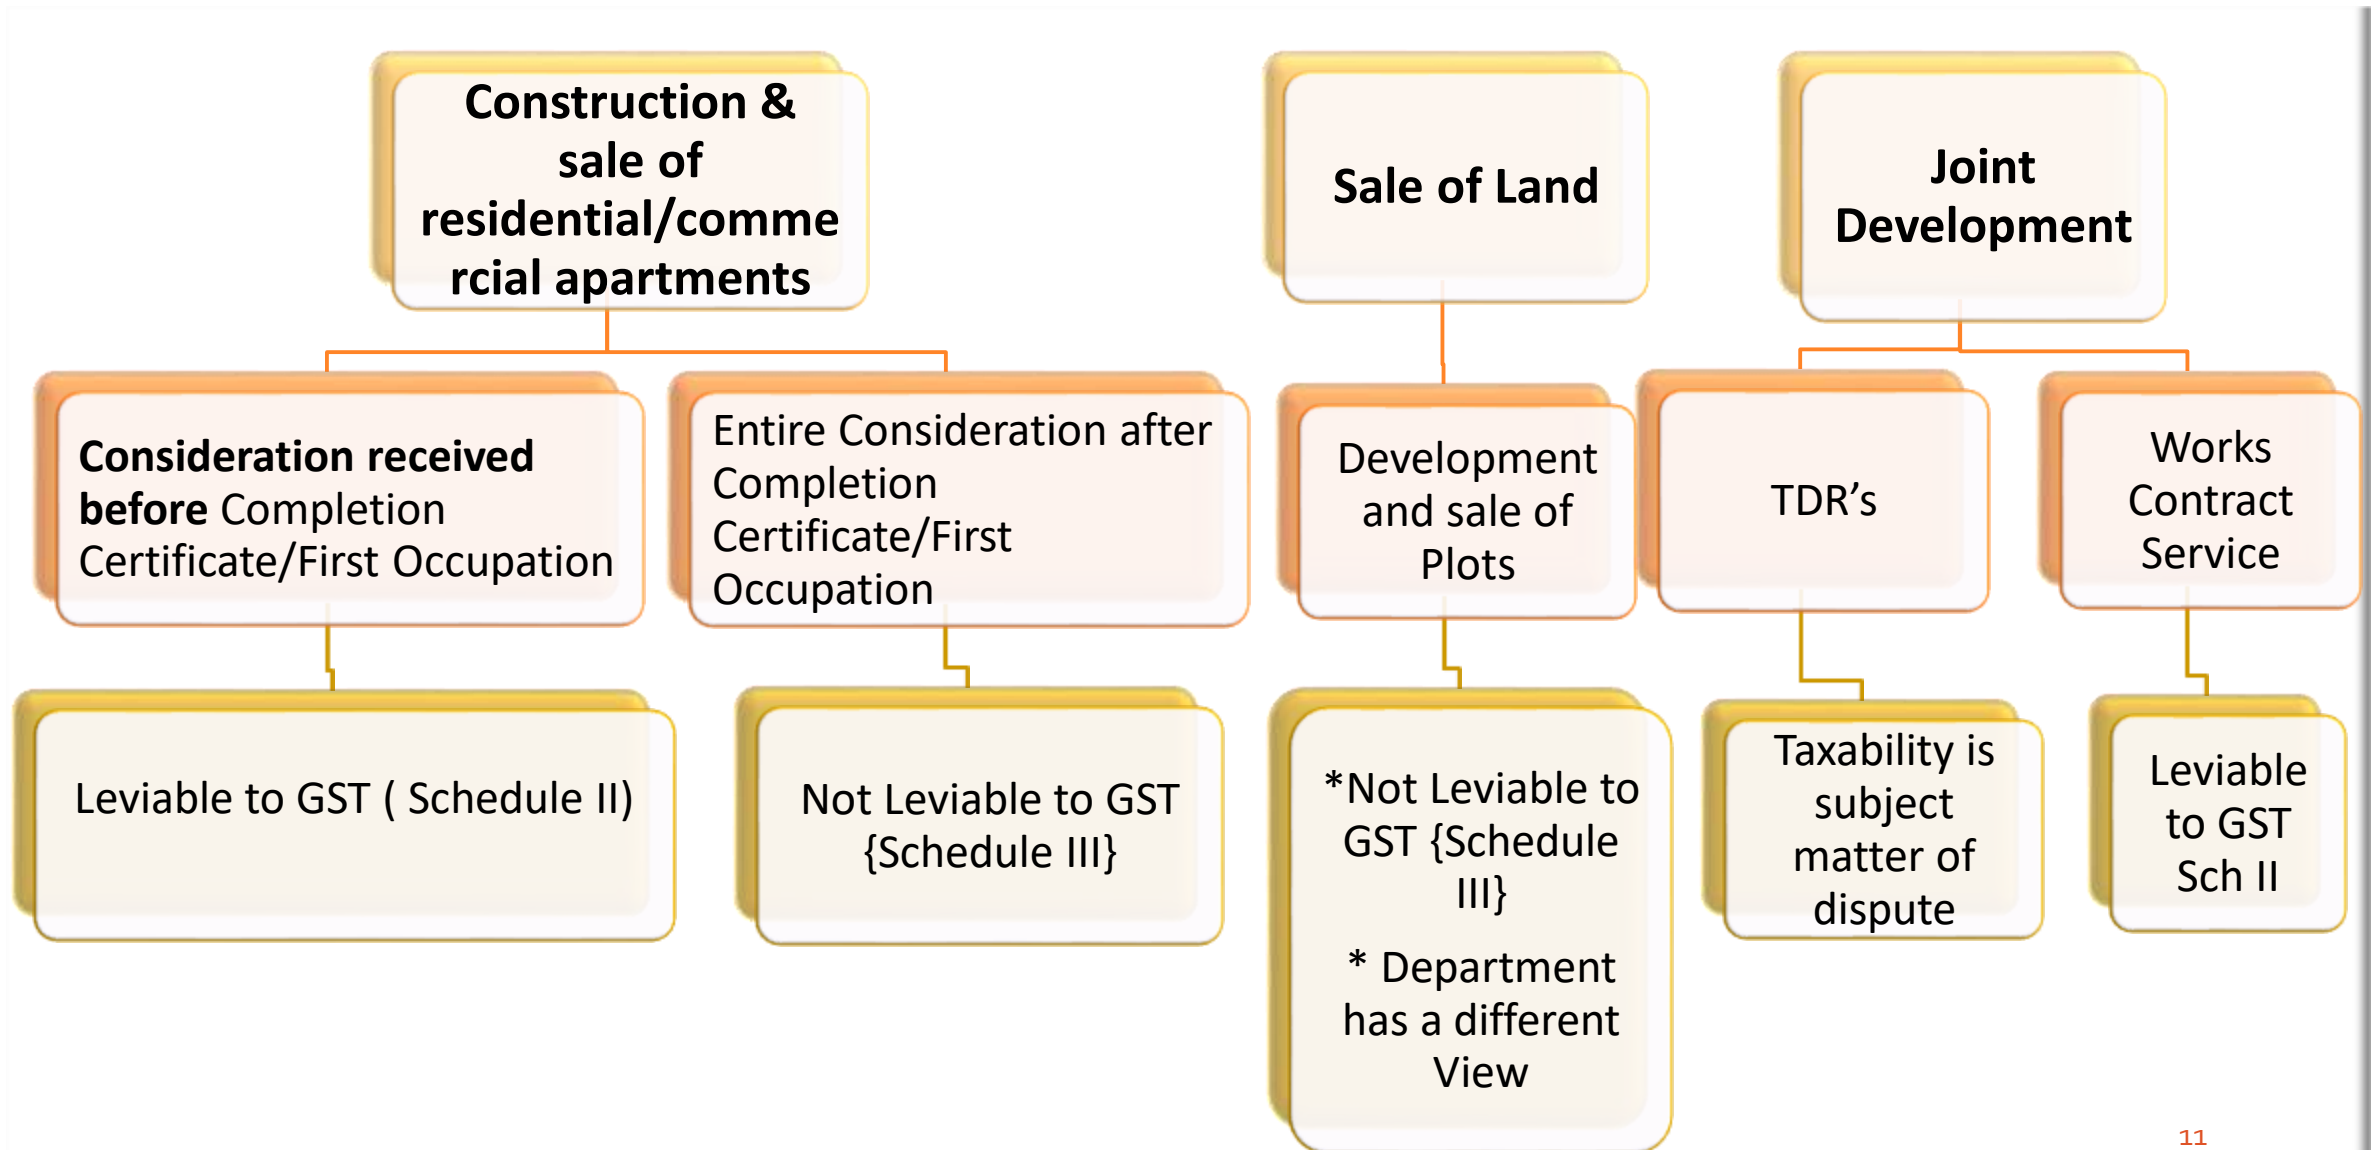 Construction &
sale of
residential/comme
rcial apartments
Sale of Land
Joint
Development
Consideration received
before Completion
Certificate/First Occupation
Entire Consideration after
Completion
Certificate/First
Occupation
Development
and sale of
Plots
TDR’s
Works
Contract
Service
Leviable to GST ( Schedule II)
Not Leviable to GST
{Schedule III}
*Not Leviable to
GST {Schedule
III}
* Department
has a different
View
Taxability is
subject
matter of
dispute
Leviable
to GST
Sch II
11